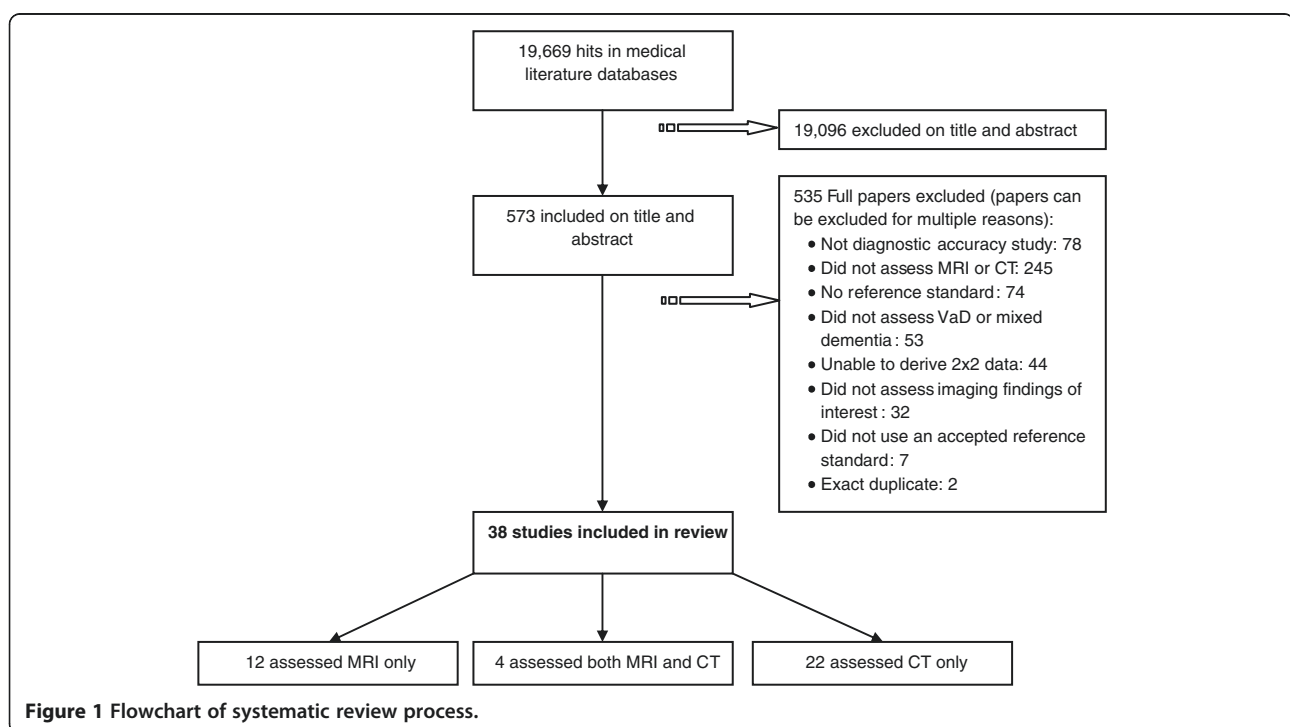 19,669 hits in medical
literature databases
19,096 excluded on title and abstract
573 included on title and
abstract
535 Full papers excluded (papers can
be excluded for multiple reasons):
• Not diagnostic accuracy study: 78
• Did not assess MRI or CT: 245
• No reference standard: 74
• Did not assess VaD or mixed
dementia: 53
• Unable to derive 2x2 data: 44
• Did not assess imaging findings of
interest: 32
• Did not use an accepted reference
standard: 7
• Exact duplicate: 2
38 studies included in review
12 assessed MRI only
4 assessed both MRI and CT
22 assessed CT only
Figure 1 Flowchart of systematic review process.